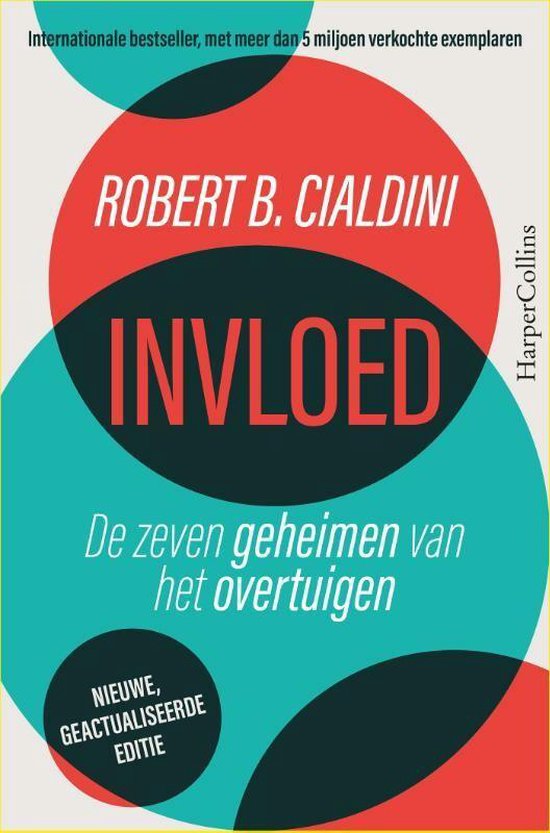 Internationale bestseller, met meer dan 5 miljoen verkochte exemplaren
ROBERT B. CIALDINI
HarperCollins
INVLOED
De zeven geheimen van
het overtuigen
NIEUWE,
GEACTUALISEERDE
EDITIE